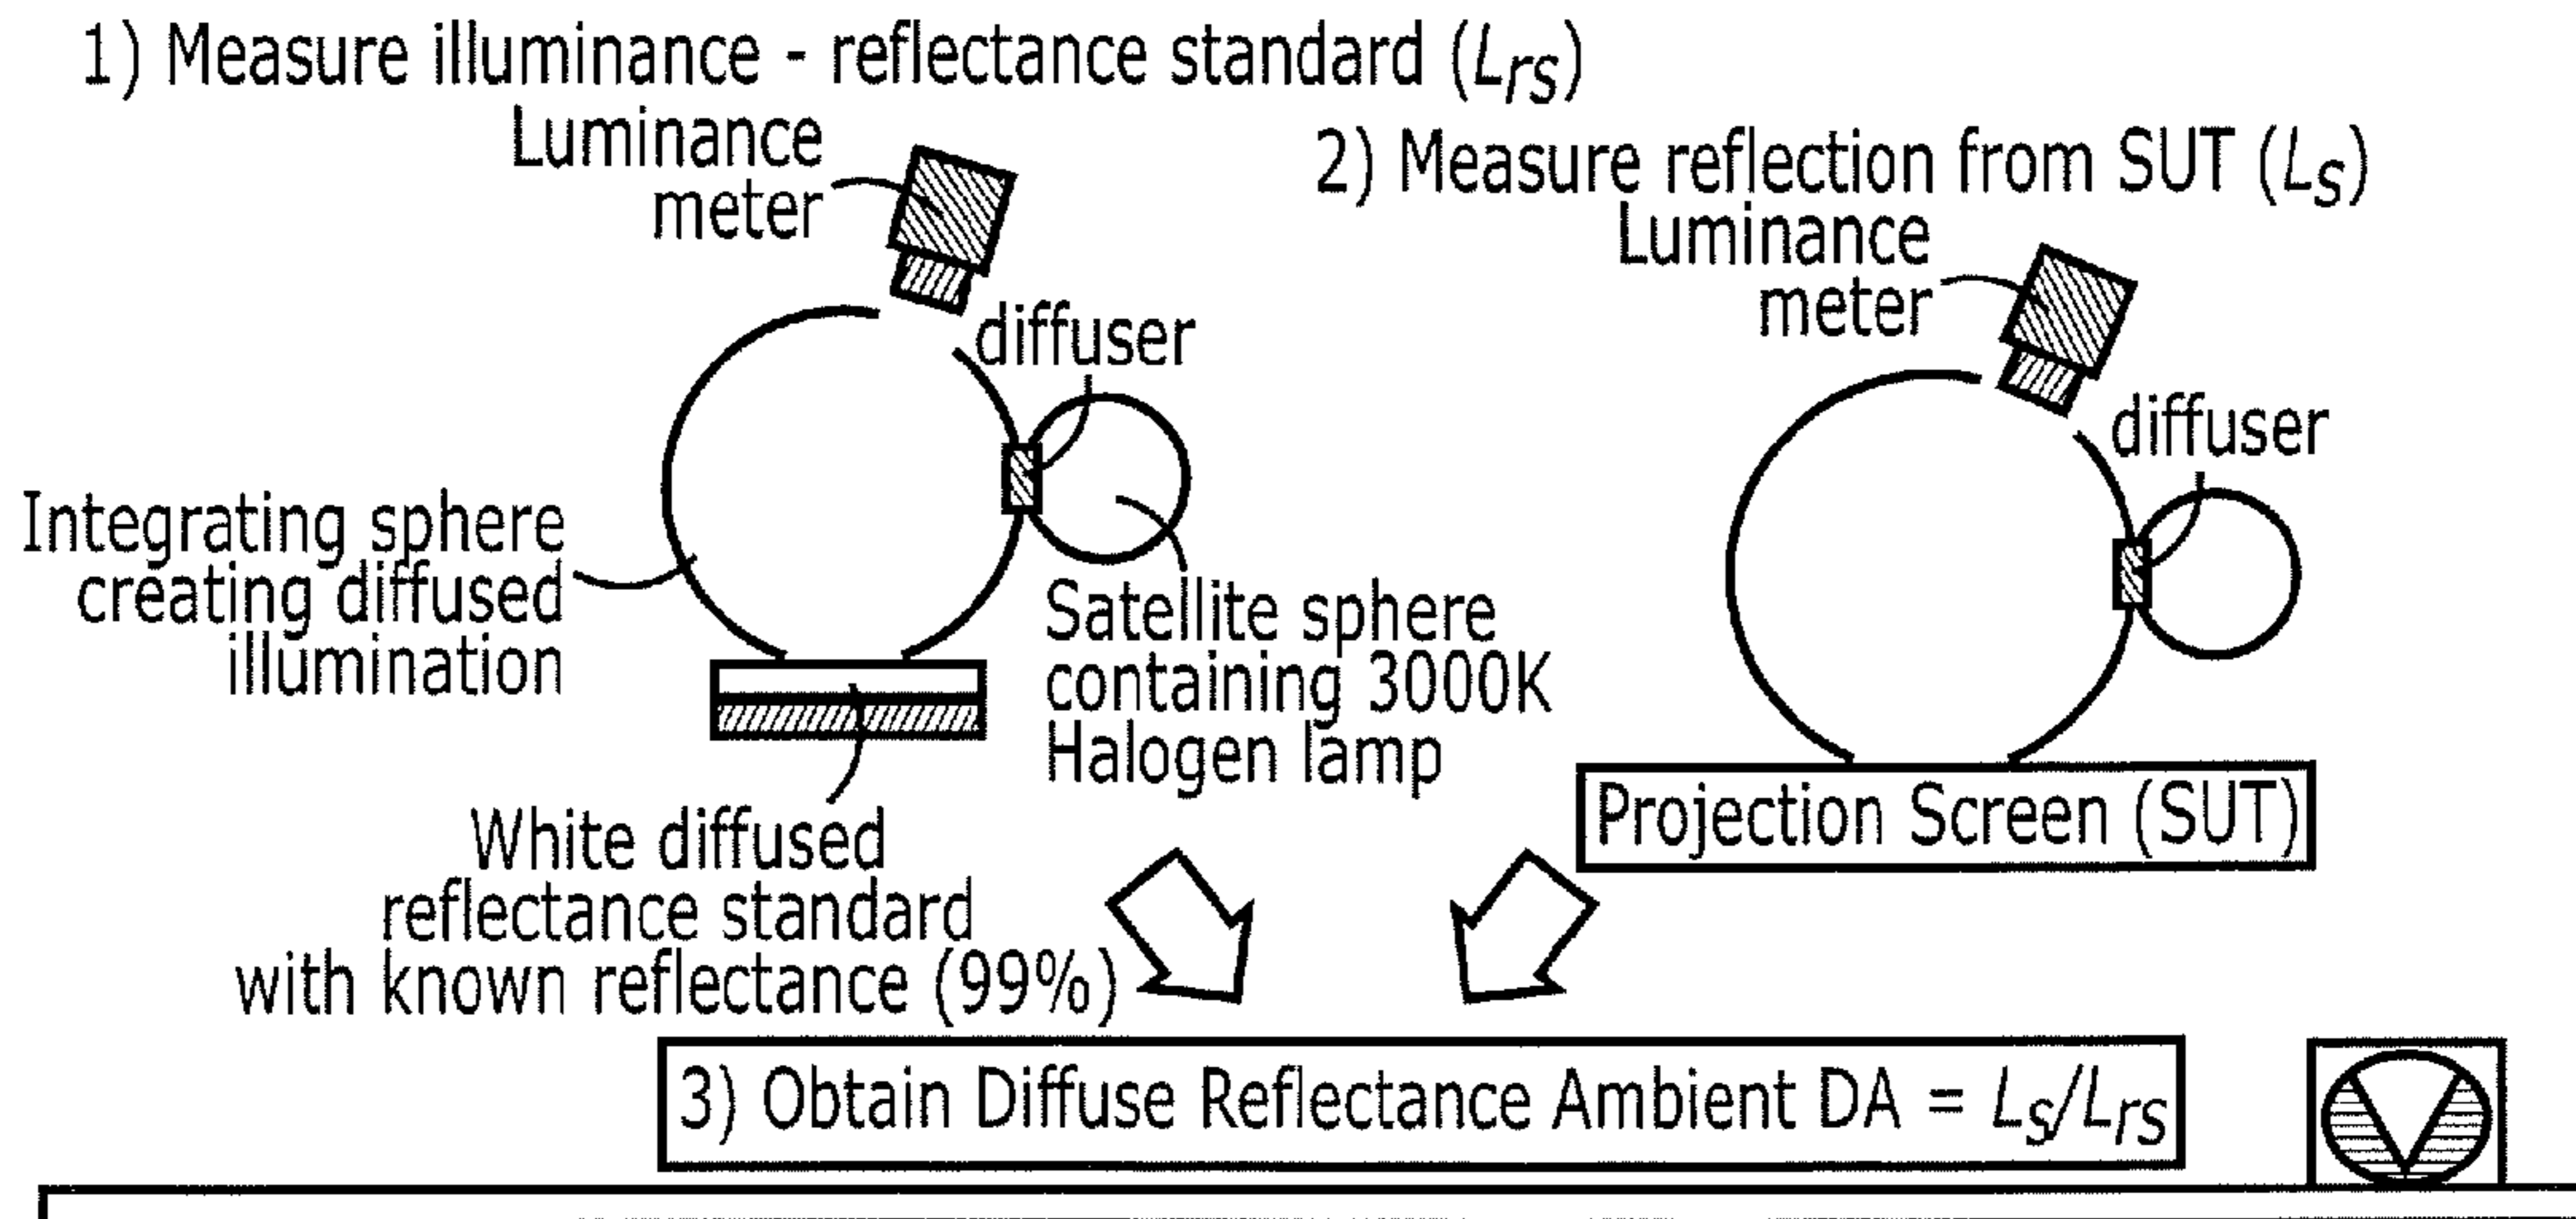 1) Measure illuminance - reflectance standard (Lrs)
Luminance
meter
diffuser
Integrating sphere
creating diffused
illumination
Satellite sphere
containing 3000K
Halogen lamp
White diffused
reflectance standard
with known reflectance (99%)
2) Measure reflection from SUT (Ls)
Luminance
meter
diffuser
Projection Screen (SUT)
3) Obtain Diffuse Reflectance Ambient DA = Ls/Lrs